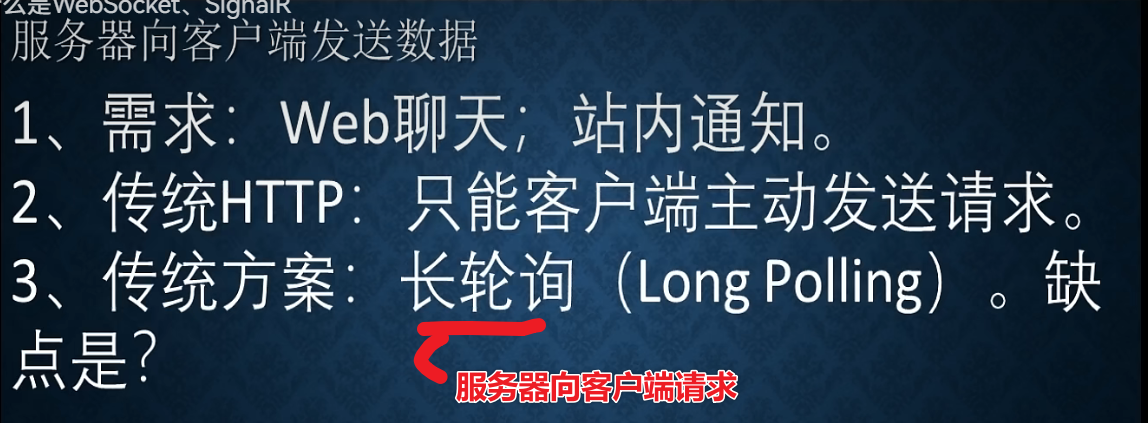 么是WebSocket、SignalR
服务器向客户端发送数据
1、需求：Web聊天；站内通知。
2、传统HTTP：只能客户端主动发送请求。
3、传统方案：长轮询（Long Polling）。缺
点是？
服务器向客户端请求